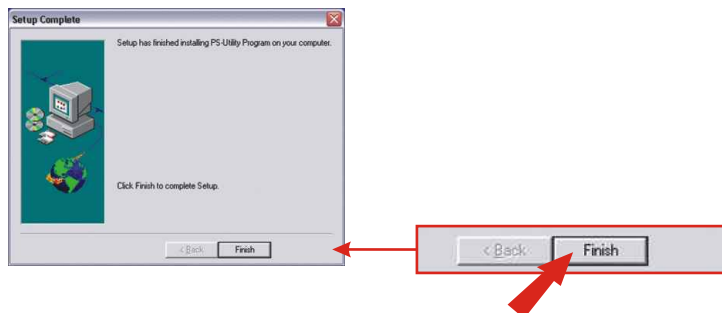 Setup Complete
Setup has finished installing PS-Utility Program on your computer.
Click Finish to complete Setup.
< Back Finish
< Back Finish